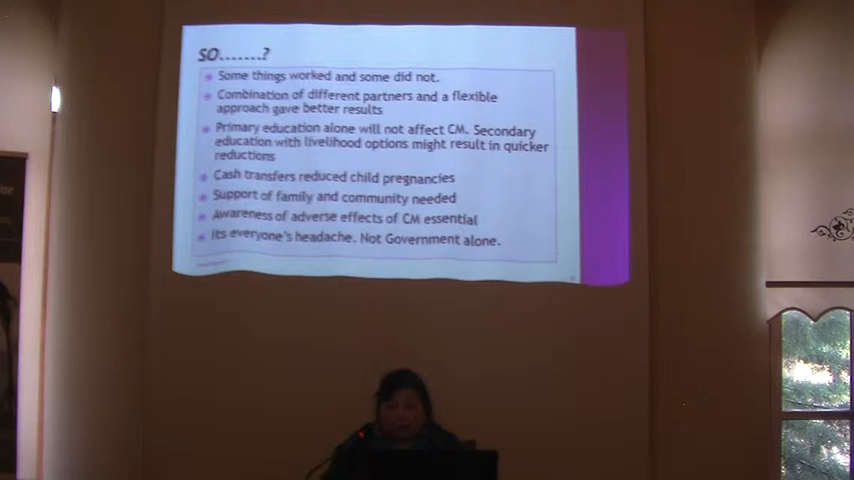 SO.......?
Some things worked and some did not.
Combination of different partners and a flexible
approach gave better results
Primary education alone will not affect CM. Secondary
education with livelihood options might result in quicker
reductions
Cash transfers reduced child pregnancies
Support of family and community needed
Awareness of adverse effects of CM essential
Its everyone's headache. Not Government alone.